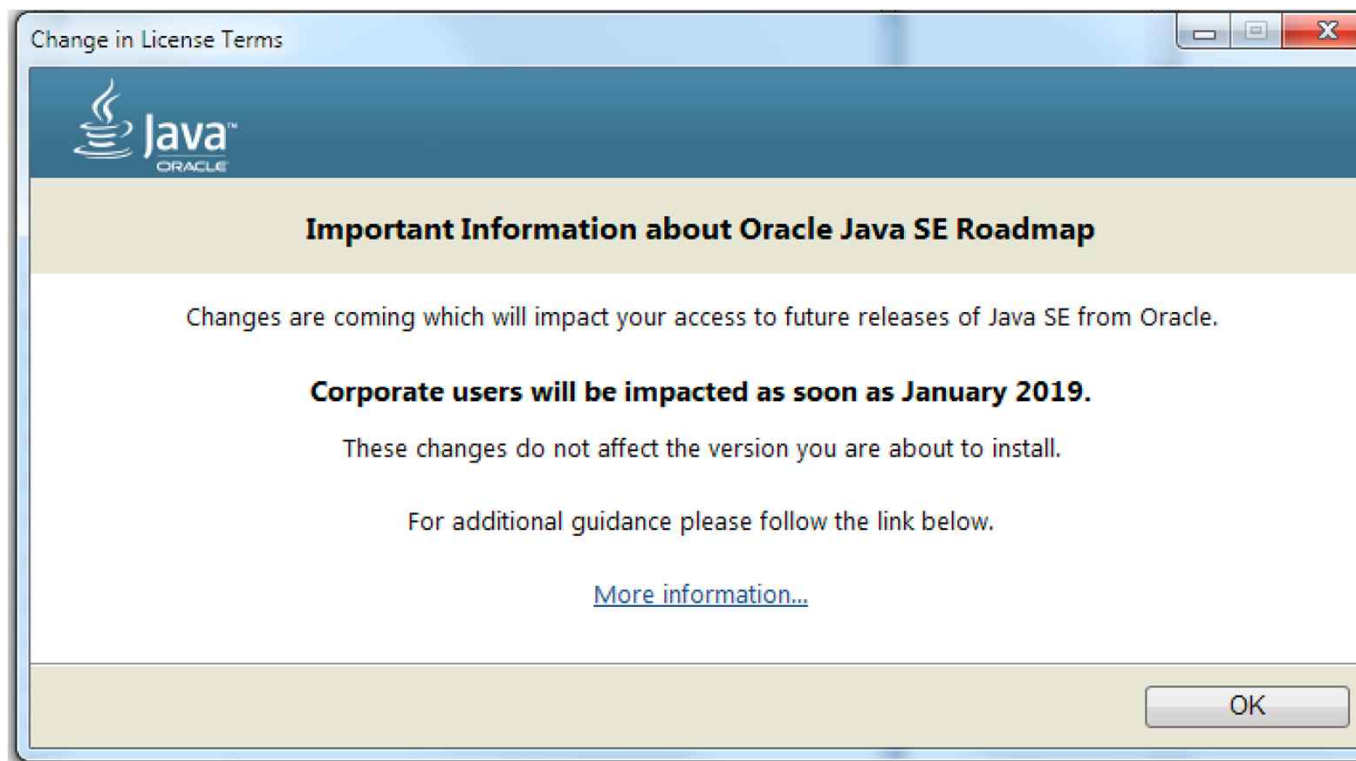 Change in License Terms
Java™
ORACLE
Important Information about Oracle Java SE Roadmap
Changes are coming which will impact your access to future releases of Java SE from Oracle.
Corporate users will be impacted as soon as January 2019.
These changes do not affect the version you are about to install.
For additional guidance please follow the link below.
More information...
OK